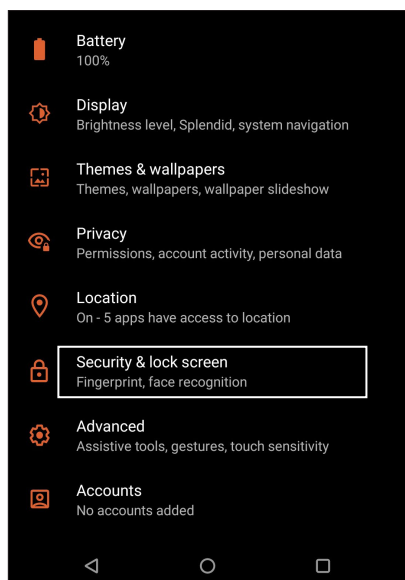 Battery
100%
Display
Brightness level, Splendid, system navigation
Themes & wallpapers
Themes, wallpapers, wallpaper slideshow
Privacy
Permissions, account activity, personal data
Location
On - 5 apps have access to location
Security & lock screen
Fingerprint, face recognition
Advanced
Assistive tools, gestures, touch sensitivity
Accounts
No accounts added